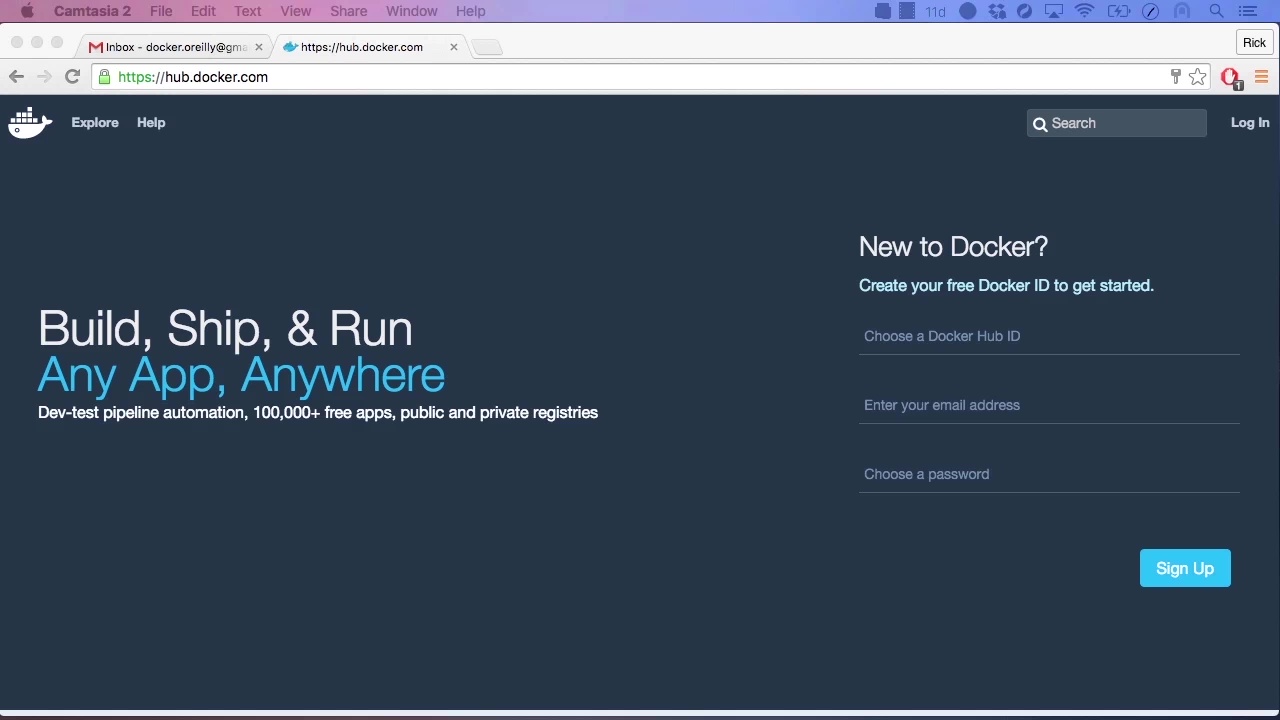 Camtasia 2 File Edit Text View Share Window Help 11d
Inbox - docker.oreilly@gma https://hub.docker.com Rick
https://hub.docker.com 1
Explore Help Search Log In
New to Docker?
Create your free Docker ID to get started.
Choose a Docker Hub ID
Build, Ship, & Run
Any App, Anywhere
Dev-test pipeline automation, 100,000+ free apps, public and private registries
Enter your email address
Choose a password
Sign Up